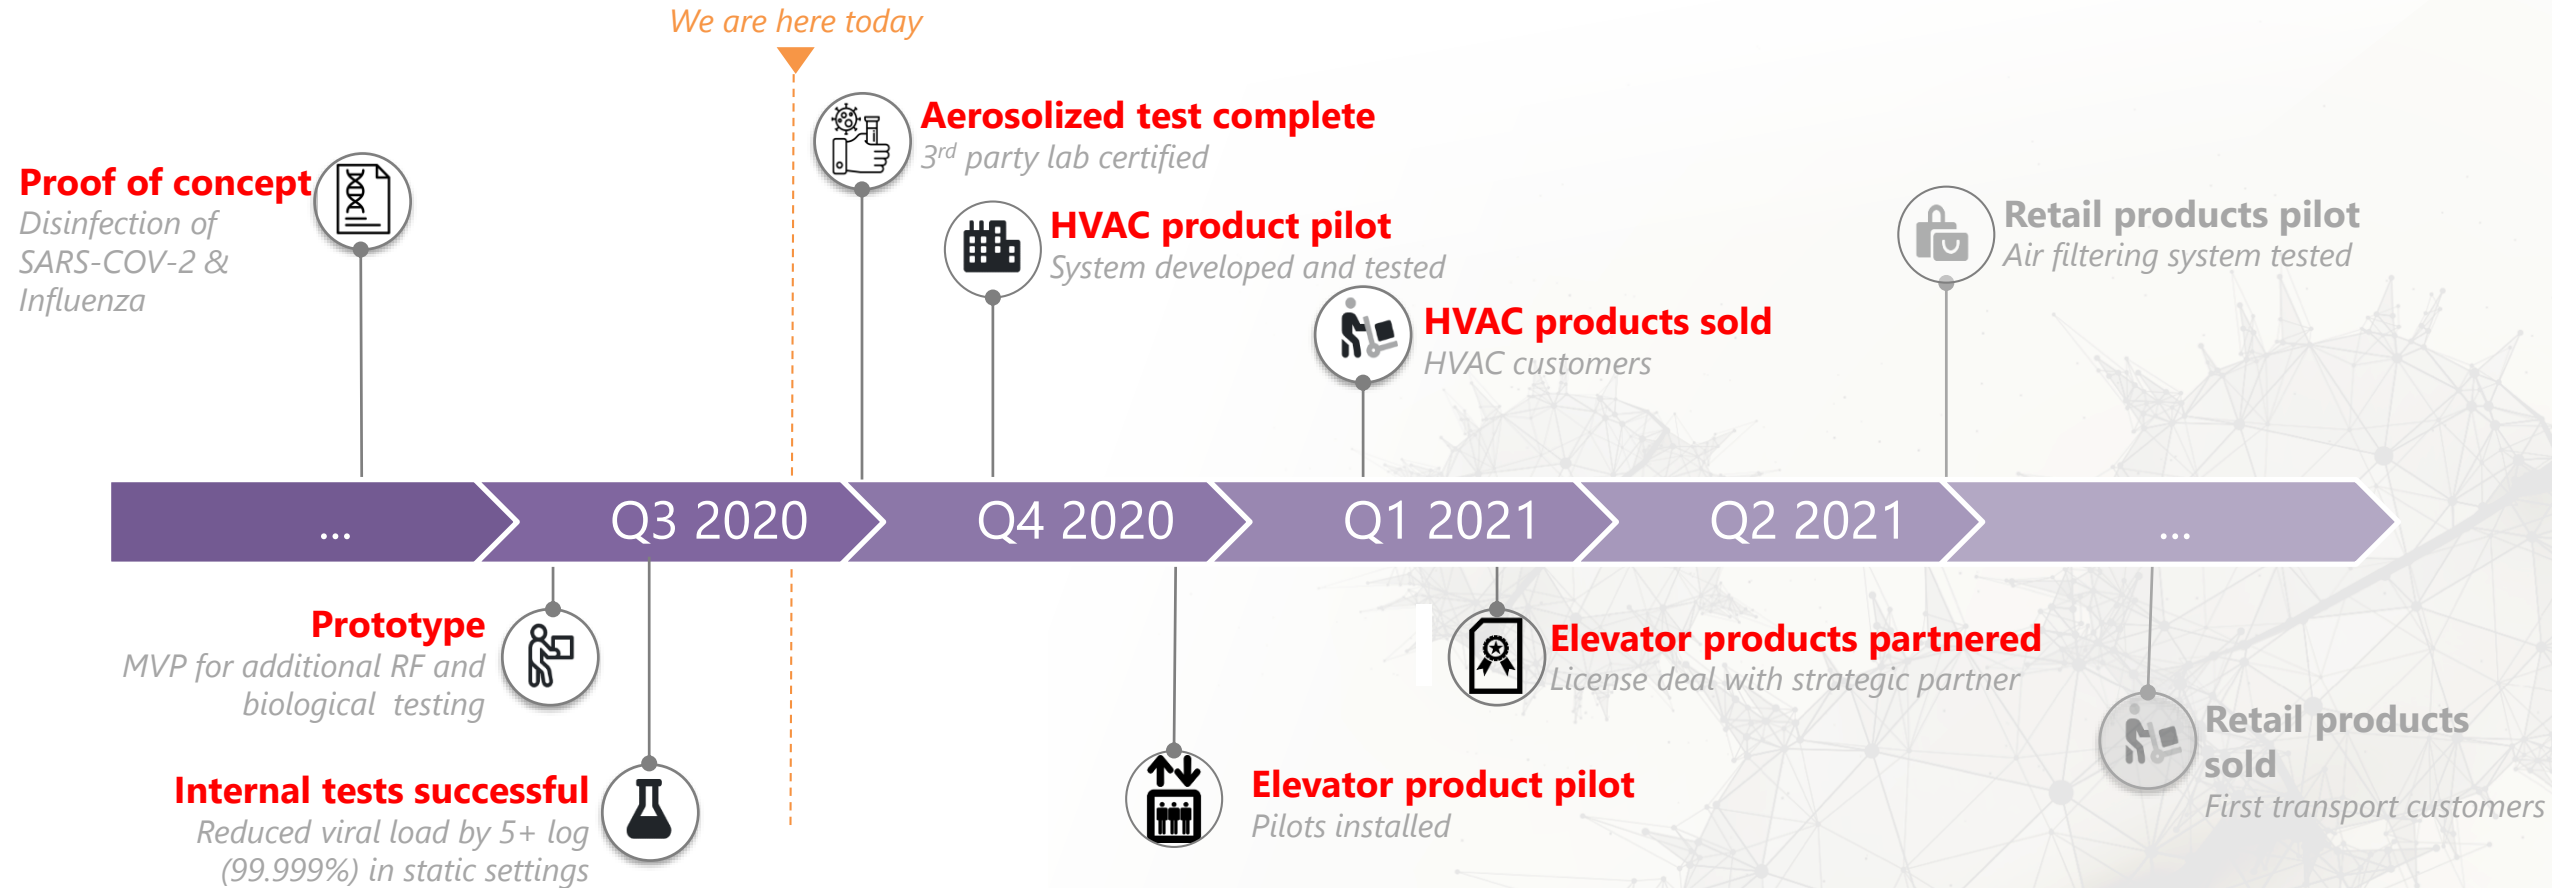 We are here today
Aerosolized test complete
3rd party lab certified
Proof of concept
Disinfection of
SARS-COV-2 &
Influenza
HVAC product pilot
System developed and tested
Retail products pilot
Air filtering system tested
HVAC products sold
HVAC customers
...
Q3 2020
Q4 2020
Q1 2021
Q2 2021
...
Prototype
MVP for additional RF and
biological testing
Elevator products partnered
License deal with strategic partner
Retail products
sold
First transport customers
Internal tests successful
Reduced viral load by 5+ log
(99.999%) in static settings
Elevator product pilot
Pilots installed